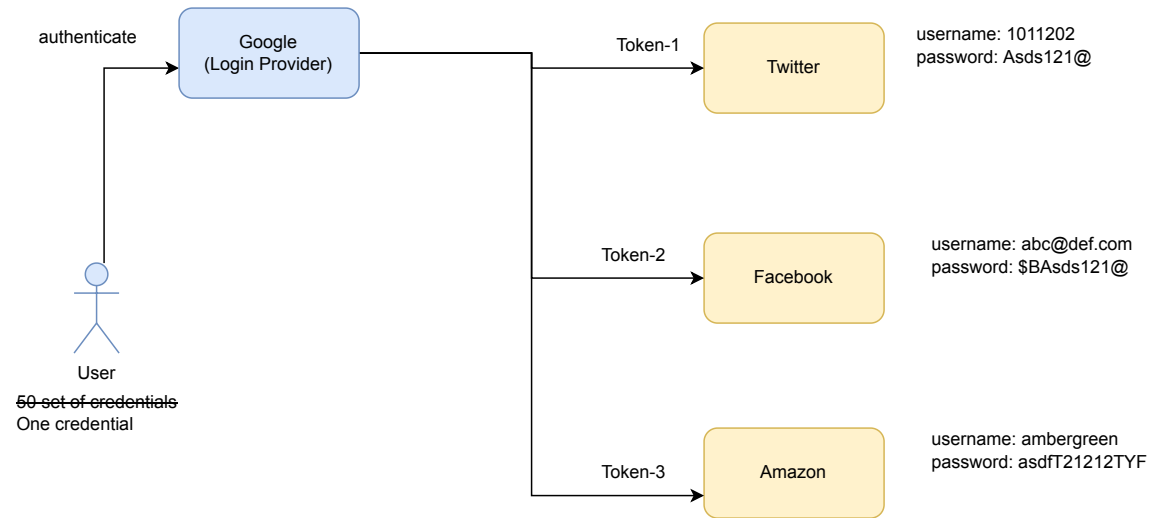 authenticate
Google
(Login Provider)
Token-1
Twitter
username: 1011202
password: Asds121@
Token-2
Facebook
username: abc@def.com
password: $BAsds121@
User
50 set of credentials
One credential
Token-3
Amazon
username: ambergreen
password: asdfT21212TYF